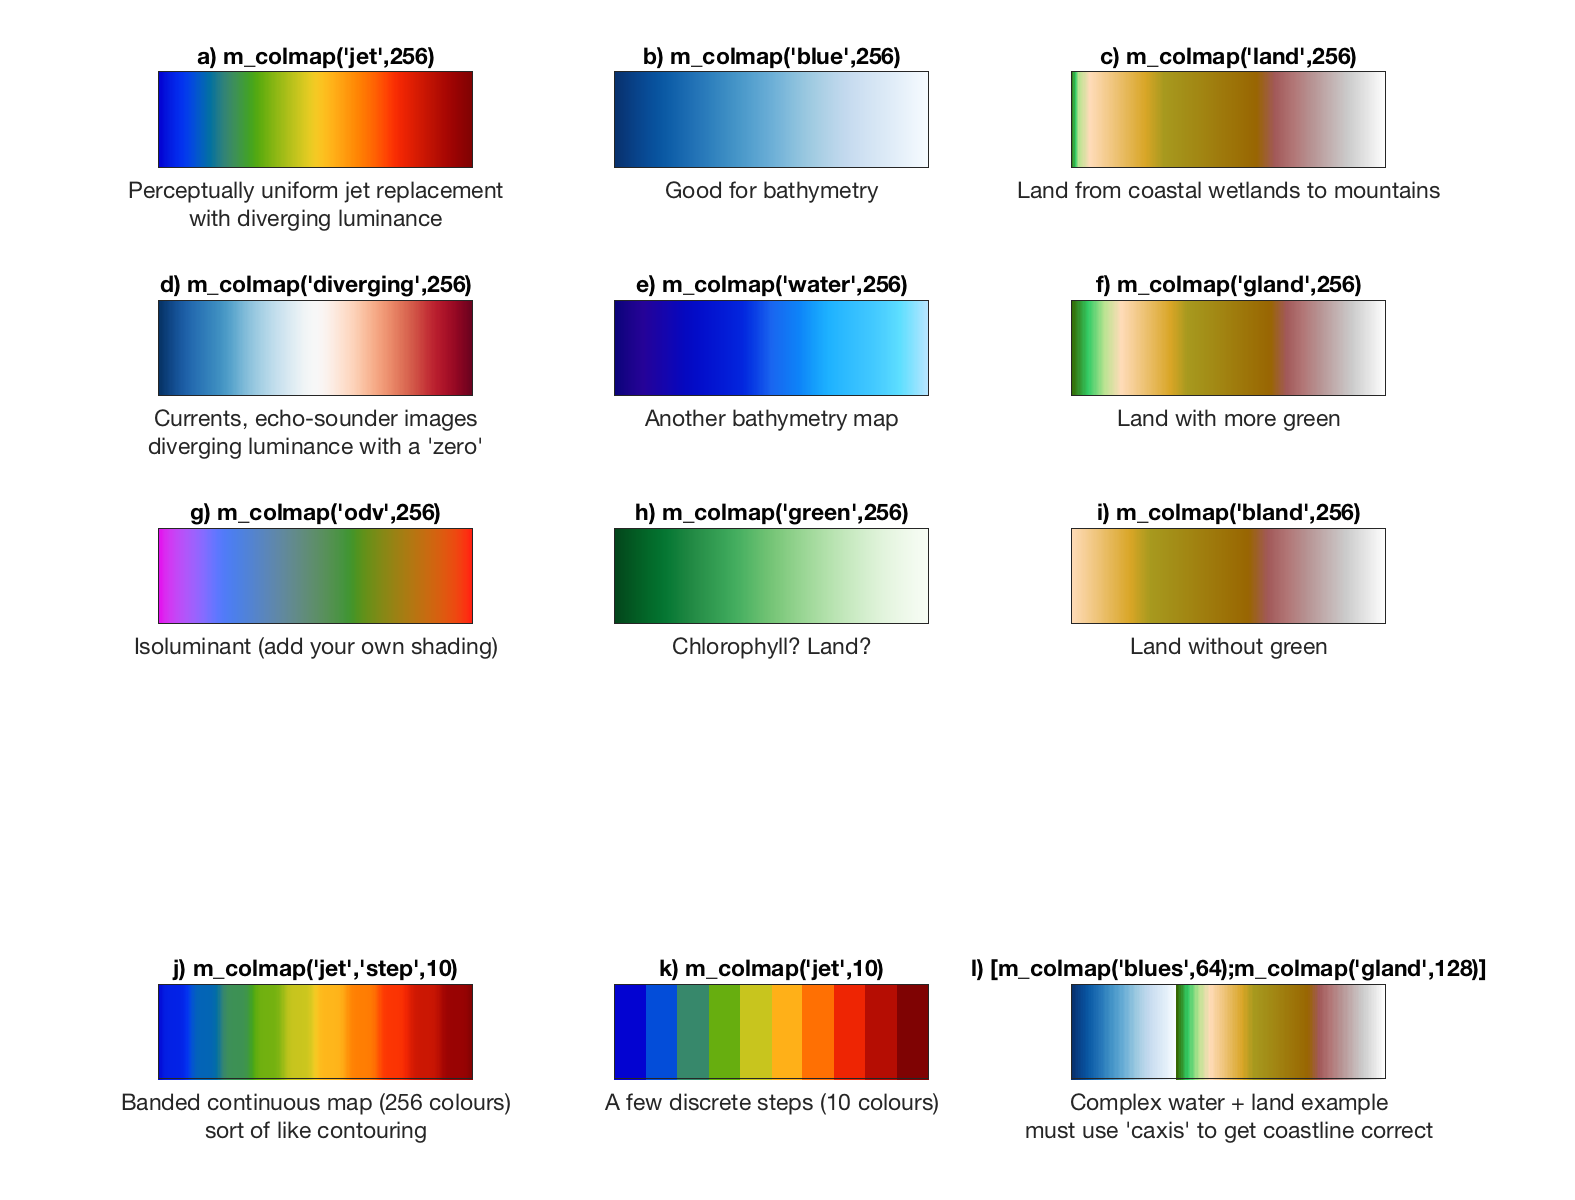 a) m_colmap('jet',256)
Perceptually uniform jet replacement
with diverging luminance
b) m_colmap('blue',256)
Good for bathymetry
c) m_colmap('land',256)
Land from coastal wetlands to mountains
d) m_colmap('diverging',256)
Currents, echo-sounder images
diverging luminance with a 'zero'
e) m_colmap('water',256)
Another bathymetry map
f) m_colmap('gland',256)
Land with more green
g) m_colmap('odv',256)
Isoluminant (add your own shading)
h) m_colmap('green',256)
Chlorophyll? Land?
i) m_colmap('bland',256)
Land without green
j) m_colmap('jet','step',10)
Banded continuous map (256 colours)
sort of like contouring
k) m_colmap('jet',10)
A few discrete steps (10 colours)
l) [m_colmap('blues',64);m_colmap('gland',128)]
Complex water + land example
must use 'caxis' to get coastline correct